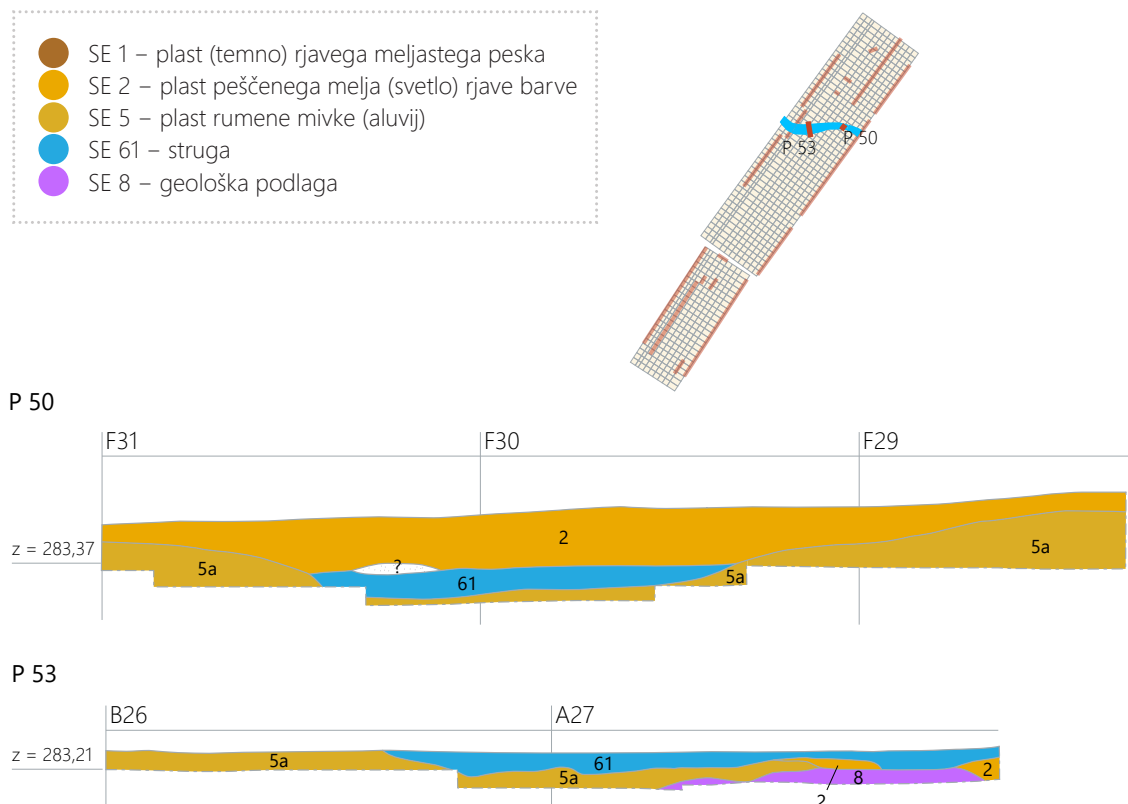 SE 1 – plast (temno) rjavega meljastega peska
SE 2 – plast peščenega melja (svetlo) rjave barve
SE 5 – plast rumene mivke (aluvij)
SE 61 – struga
SE 8 – geološka podlaga
P 53
P 50
P 50
F31
F30
F29
z = 283,37
5a
?
61
2
5a
5a
P 53
B26
A27
z = 283,21
5a
61
5a
8
2
2